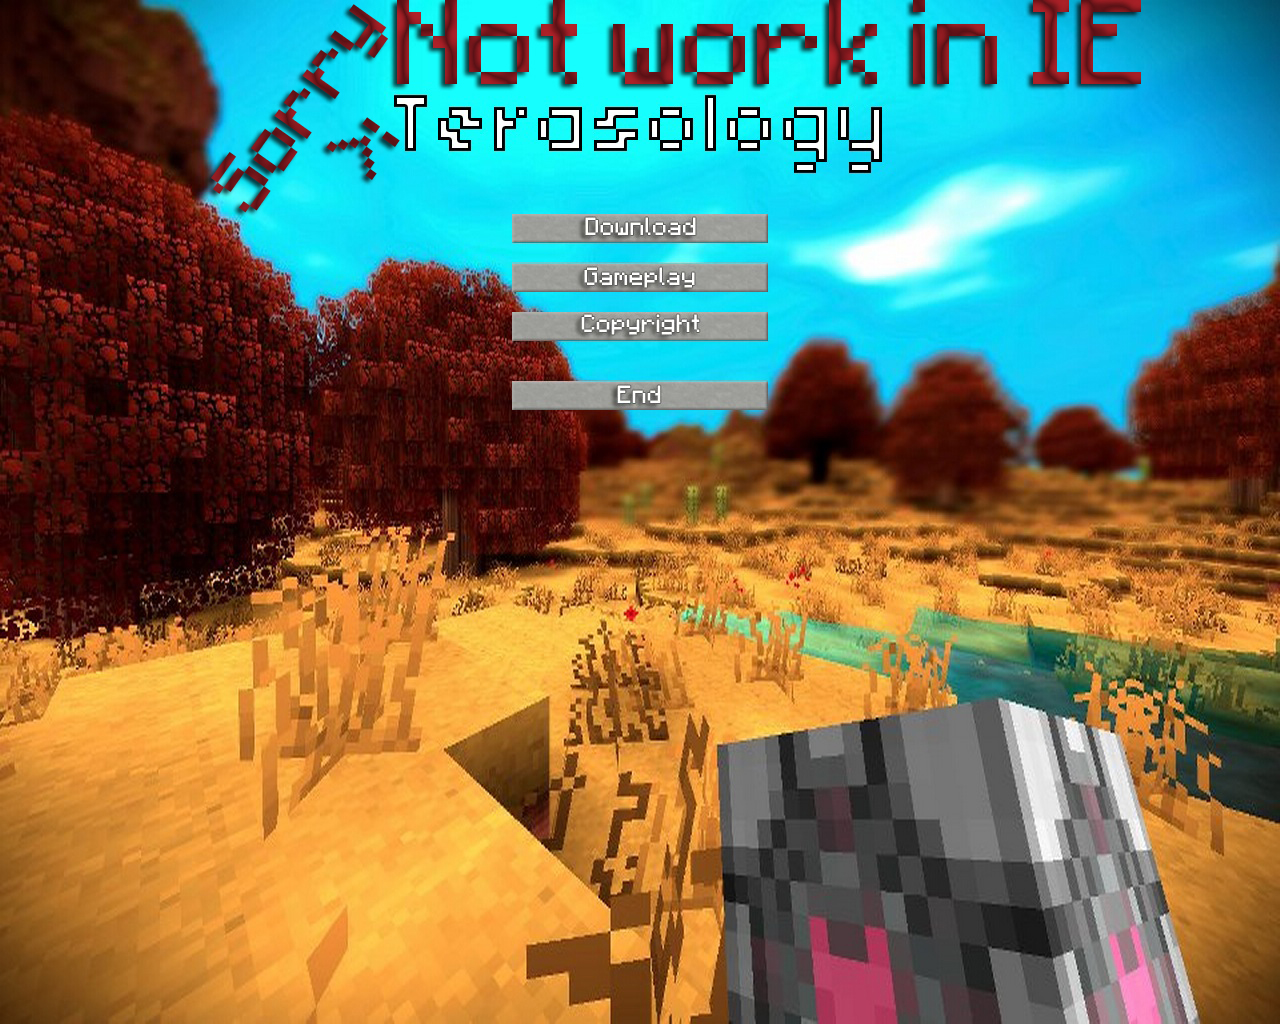 Sorry
Not work in IE
:(
Terasology
Download
Gameplay
Copyright
End